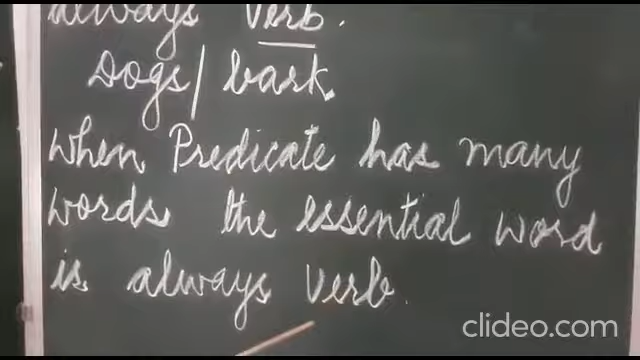 always verb.
Dogs/bark.
when Predicate has many
words the essential word
is always verb.
clideo.com